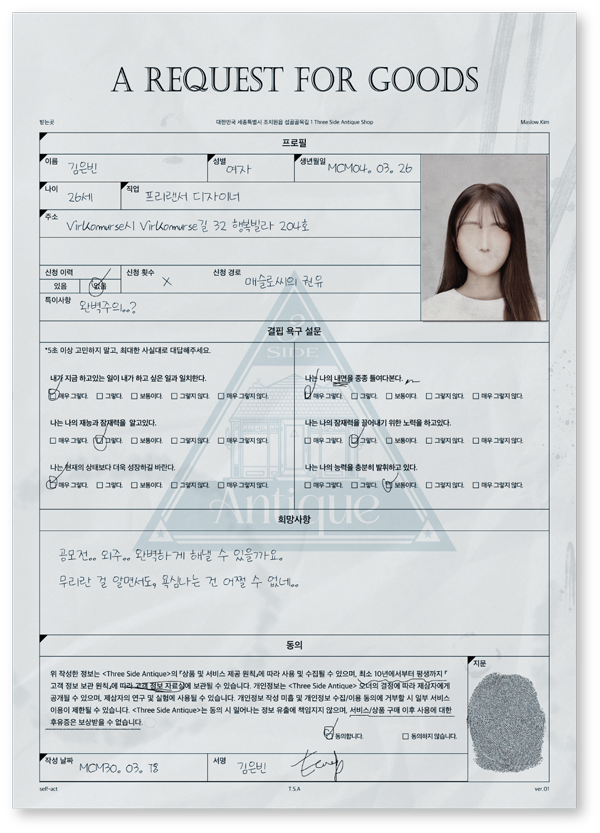 A REQUEST FOR GOODS
받는곳 대한민국 세종특별시 조치원읍 섭골골목길 1 Three Side Antique Shop Maslow.Kim
프로필
이름 김은빈 성별 여자 생년월일 MCM04. 03. 26
나이 26세 직업 프리랜서 디자이너
주소 Virkomurse시 Virkomurse길 32 행복빌라 204호
신청 이력 신청 횟수 X 신청 경로 매슬로씨의 권유
있음 없음
특이사항 완벽주의..?
3
SIDE
Antique
결핍 욕구 설문
*5초 이상 고민하지 말고, 최대한 사실대로 대답해주세요.
내가 지금 하고있는 일이 내가 하고 싶은 일과 일치한다. 나는 나의 내면을 종종 들여다본다.
매우 그렇다. 그렇다. 보통이다. 그렇지 않다. 매우 그렇지 않다. 매우 그렇다. 그렇다. 보통이다. 그렇지 않다. 매우 그렇지 않다.
나는 나의 재능과 잠재력을 알고있다. 나는 나의 잠재력을 끌어내기 위한 노력을 하고있다.
매우 그렇다. 그렇다. 보통이다. 그렇지 않다. 매우 그렇지 않다. 매우 그렇다. 그렇다. 보통이다. 그렇지 않다. 매우 그렇지 않다.
나는 현재의 상태보다 더욱 성장하길 바란다. 나는 나의 능력을 충분히 발휘하고 있다.
매우 그렇다. 그렇다. 보통이다. 그렇지 않다. 매우 그렇지 않다. 매우 그렇다. 그렇다. 보통이다. 그렇지 않다. 매우 그렇지 않다.
희망사항
공모전.. 외주.. 완벽하게 해낼 수 있을까요.
무리란 걸 알면서도, 욕심나는 건 어쩔 수 없네..
동의
위 작성한 정보는 <Three Side Antique>의 「상품 및 서비스 제공 원칙」에 따라 사용 및 수집될 수 있으며, 최소 10년에서부터 평생까지 「
고객 정보 보관 원칙」에 따라 고객 정보 자료실에 보관될 수 있습니다. 개인정보는 <Three Side Antique> 오너의 결정에 따라 제삼자에게
공개될 수 있으며, 제삼자의 연구 및 실험에 사용될 수 있습니다. 개인정보 작성 미흡 및 개인정보 수집/이용 동의에 거부할 시 일부 서비스
이용이 제한될 수 있습니다. <Three Side Antique>는 동의 시 일어나는 정보 유출에 책임지지 않으며, 서비스/상품 구매 이후 사용에 대한
후유증은 보상받을 수 없습니다.
동의합니다. 동의하지 않습니다.
지문
작성 날짜 MCM30. 03. 18 서명 김은빈
self-act T.S.A ver.01